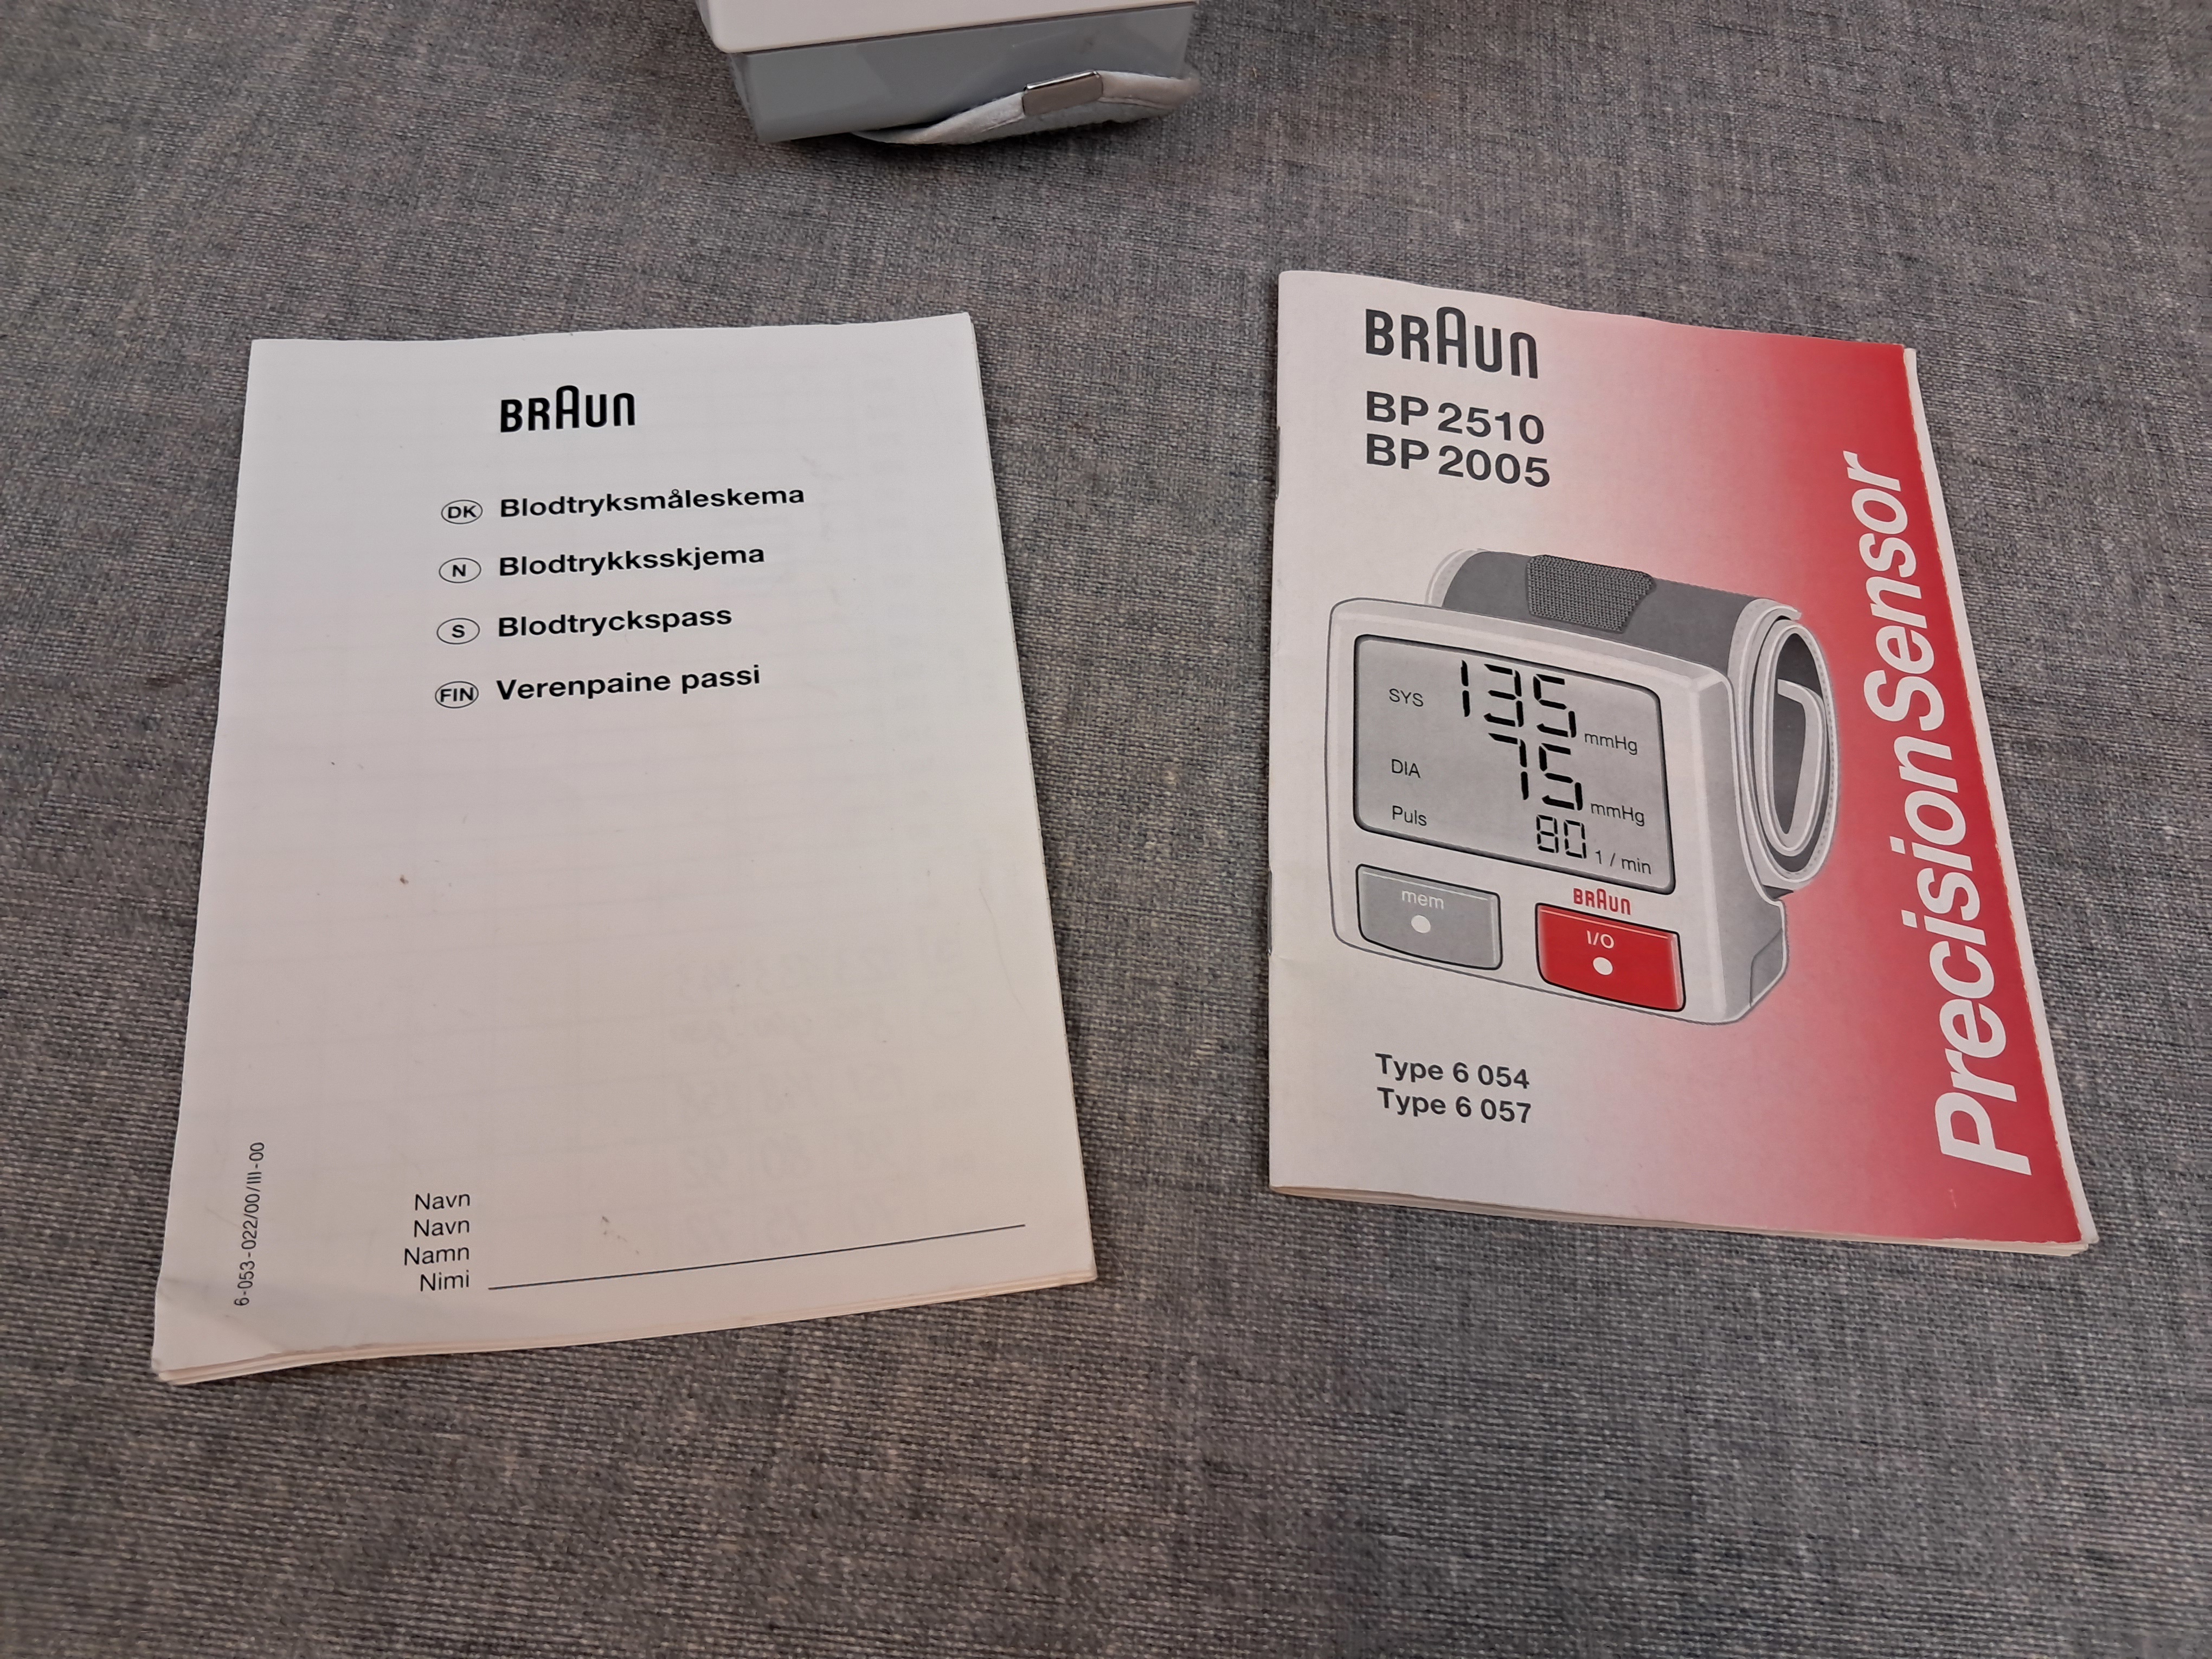 BRAUN
DK Blodtryksmåleskema
N Blodtrykksskjema
S Blodtryckspass
FIN Verenpaine passi
6-053-022/00/III-00
Navn
Navn
Namn
Nimi
BRAUN
BP 2510
BP 2005
PrecisionSensor
SYS 135 mmHg
DIA 75 mmHg
Puls 80 1 / min
mem
BRAUN
I/O
Type 6 054
Type 6 057